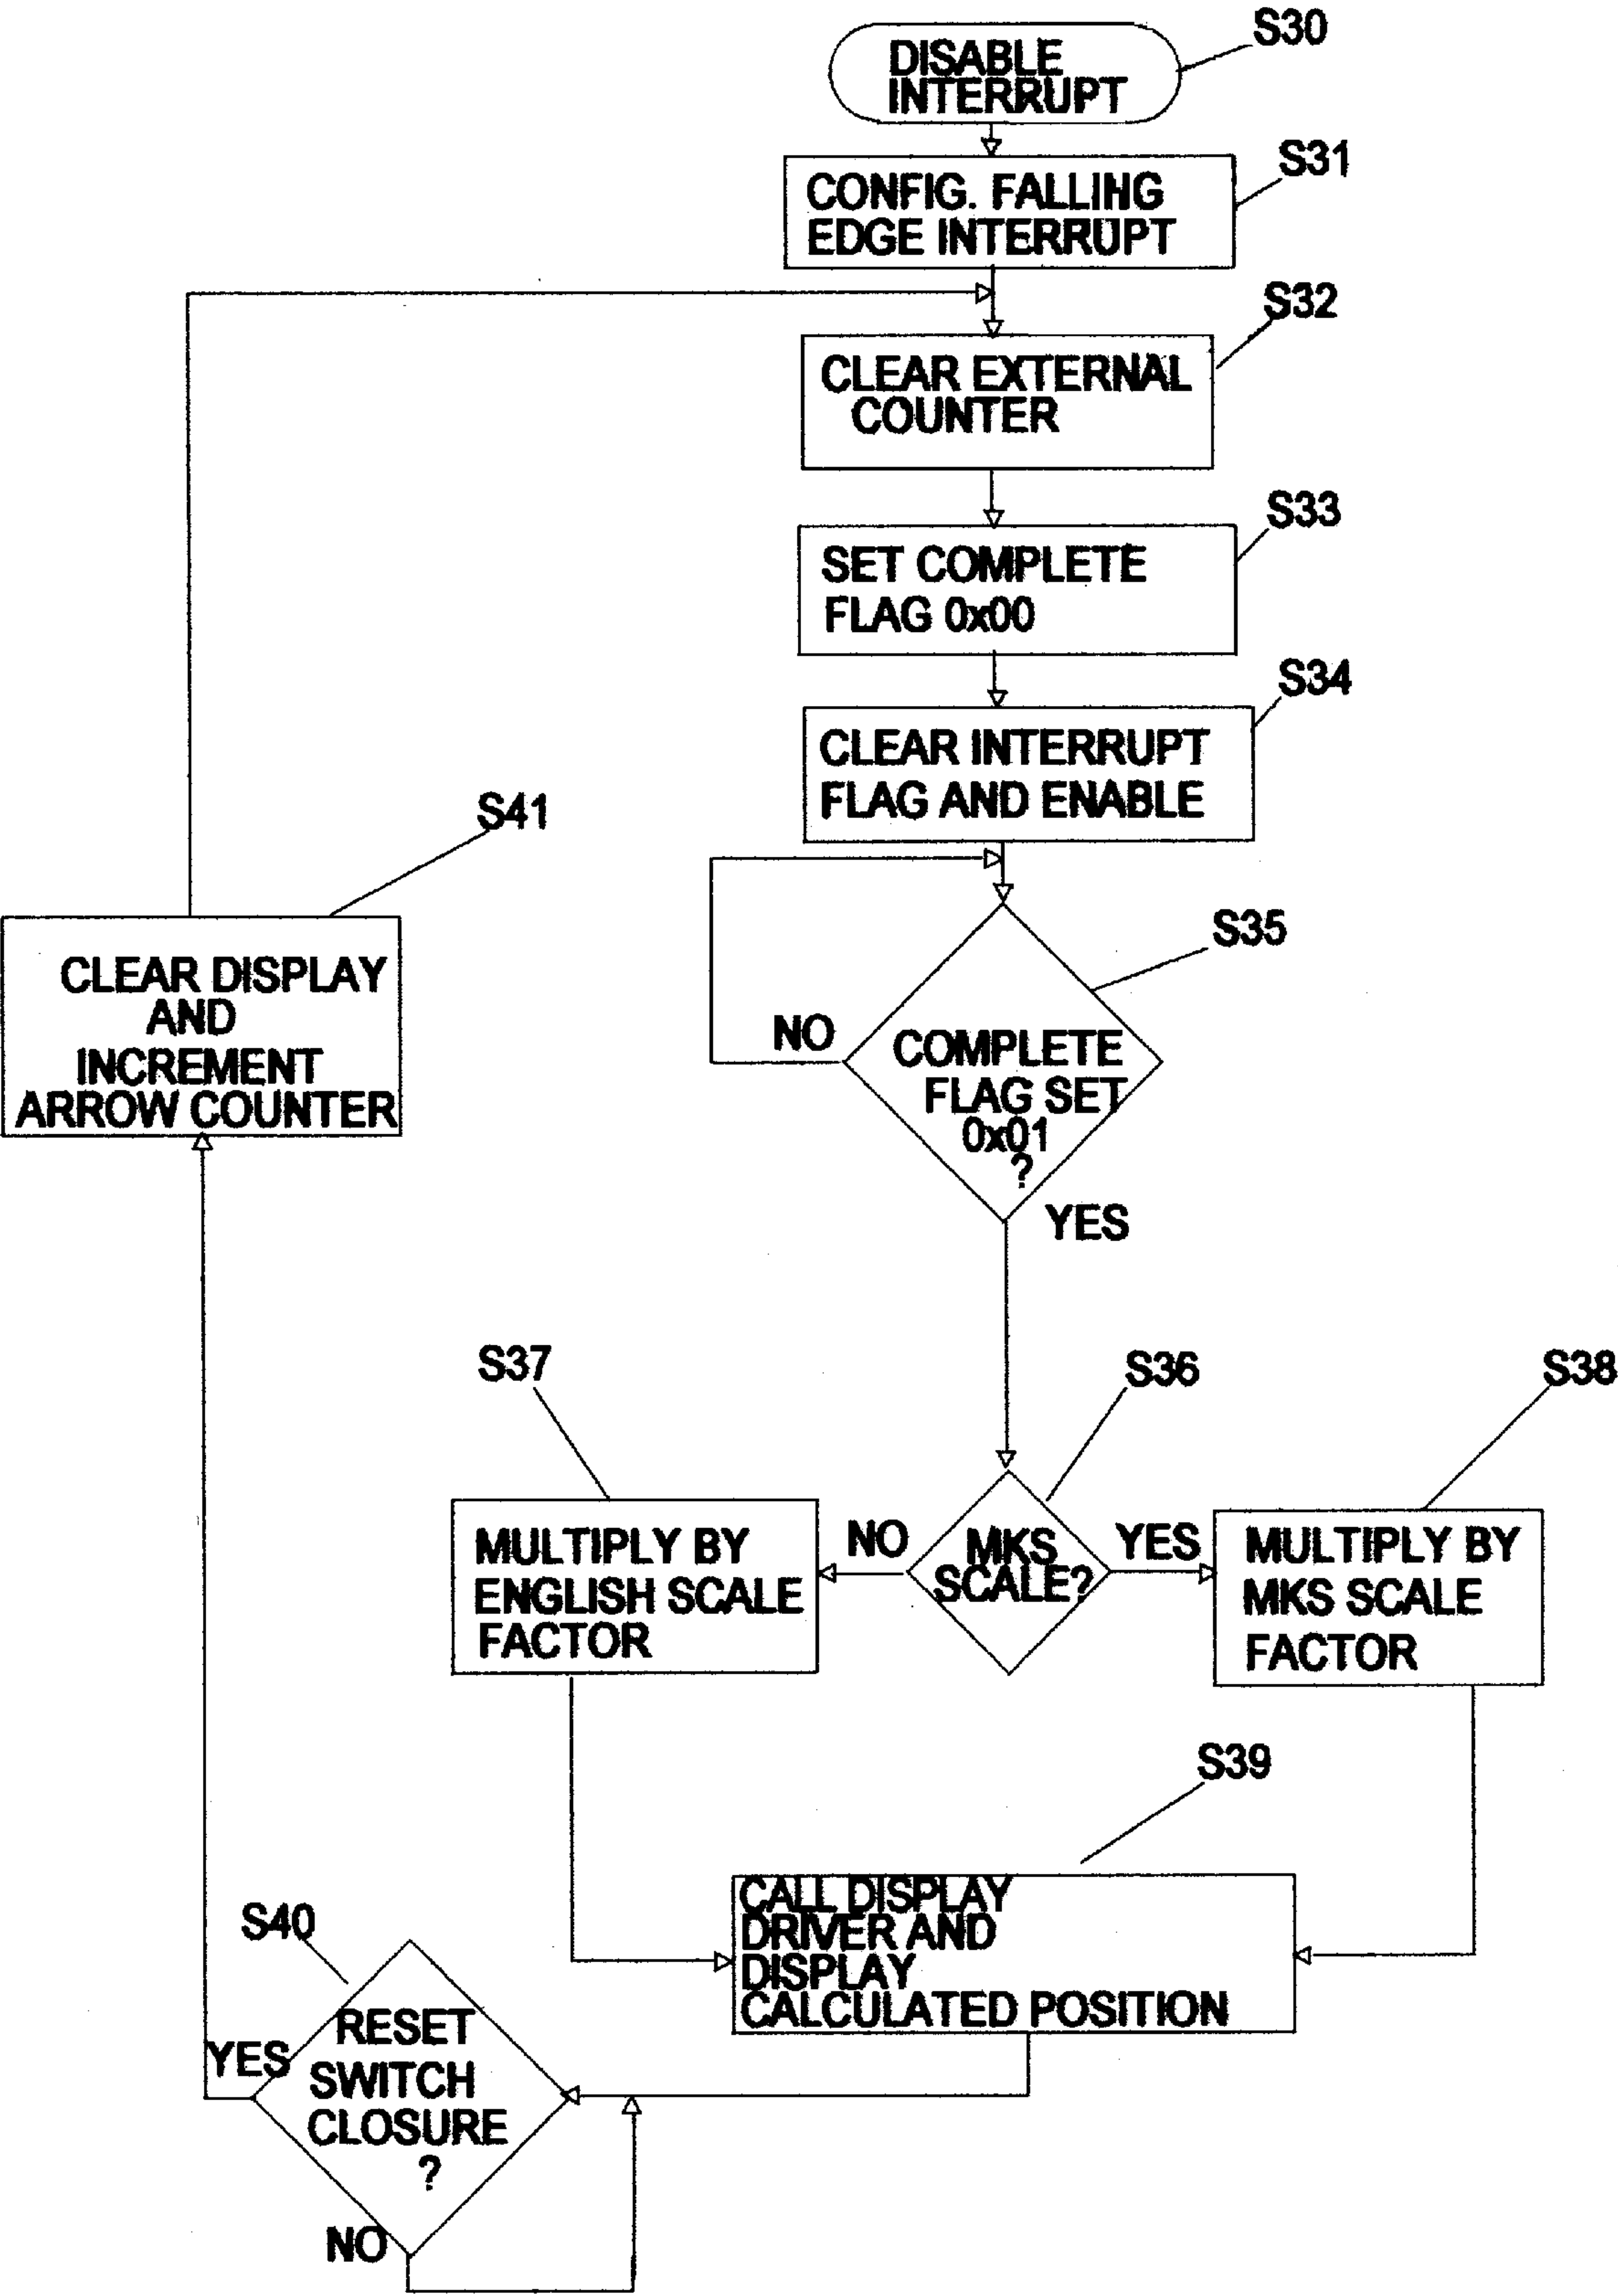 S30
DISABLE
INTERRUPT
S31
CONFIG. FALLING
EDGE INTERRUPT
S32
CLEAR EXTERNAL
COUNTER
S33
SET COMPLETE
FLAG 0x00
S34
CLEAR INTERRUPT
FLAG AND ENABLE
S41
CLEAR DISPLAY
AND
INCREMENT
ARROW COUNTER
S35
NO
COMPLETE
FLAG SET
0x01
?
YES
S37
S36
S38
MULTIPLY BY
ENGLISH SCALE
FACTOR
NO
MKS
SCALE?
YES
MULTIPLY BY
MKS SCALE
FACTOR
S39
CALL DISPLAY
DRIVER AND
DISPLAY
CALCULATED POSITION
S40
YES
RESET
SWITCH
CLOSURE
?
NO